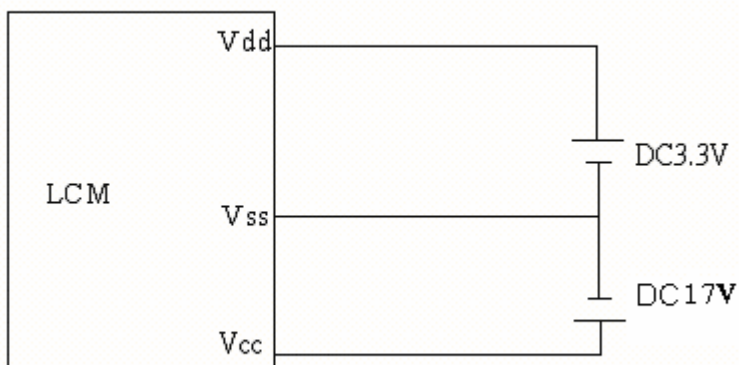 Vdd
DC3.3V
LCM
Vss
DC17V
Vcc